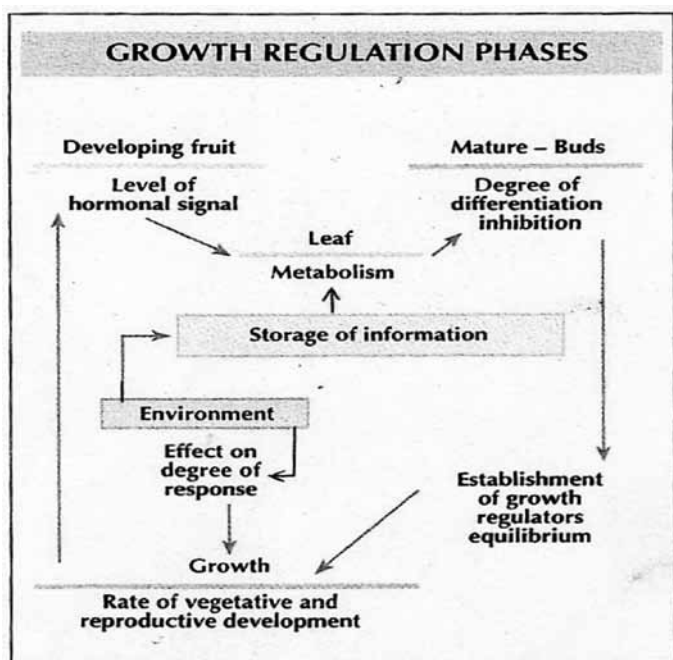 GROWTH REGULATION PHASES
Developing fruit
Level of
hormonal signal
Mature – Buds
Degree of
differentiation
inhibition
Leaf
Metabolism
Storage of information
Environment
Effect on
degree of
response
Establishment
of growth
regulators
equilibrium
Growth
Rate of vegetative and
reproductive development